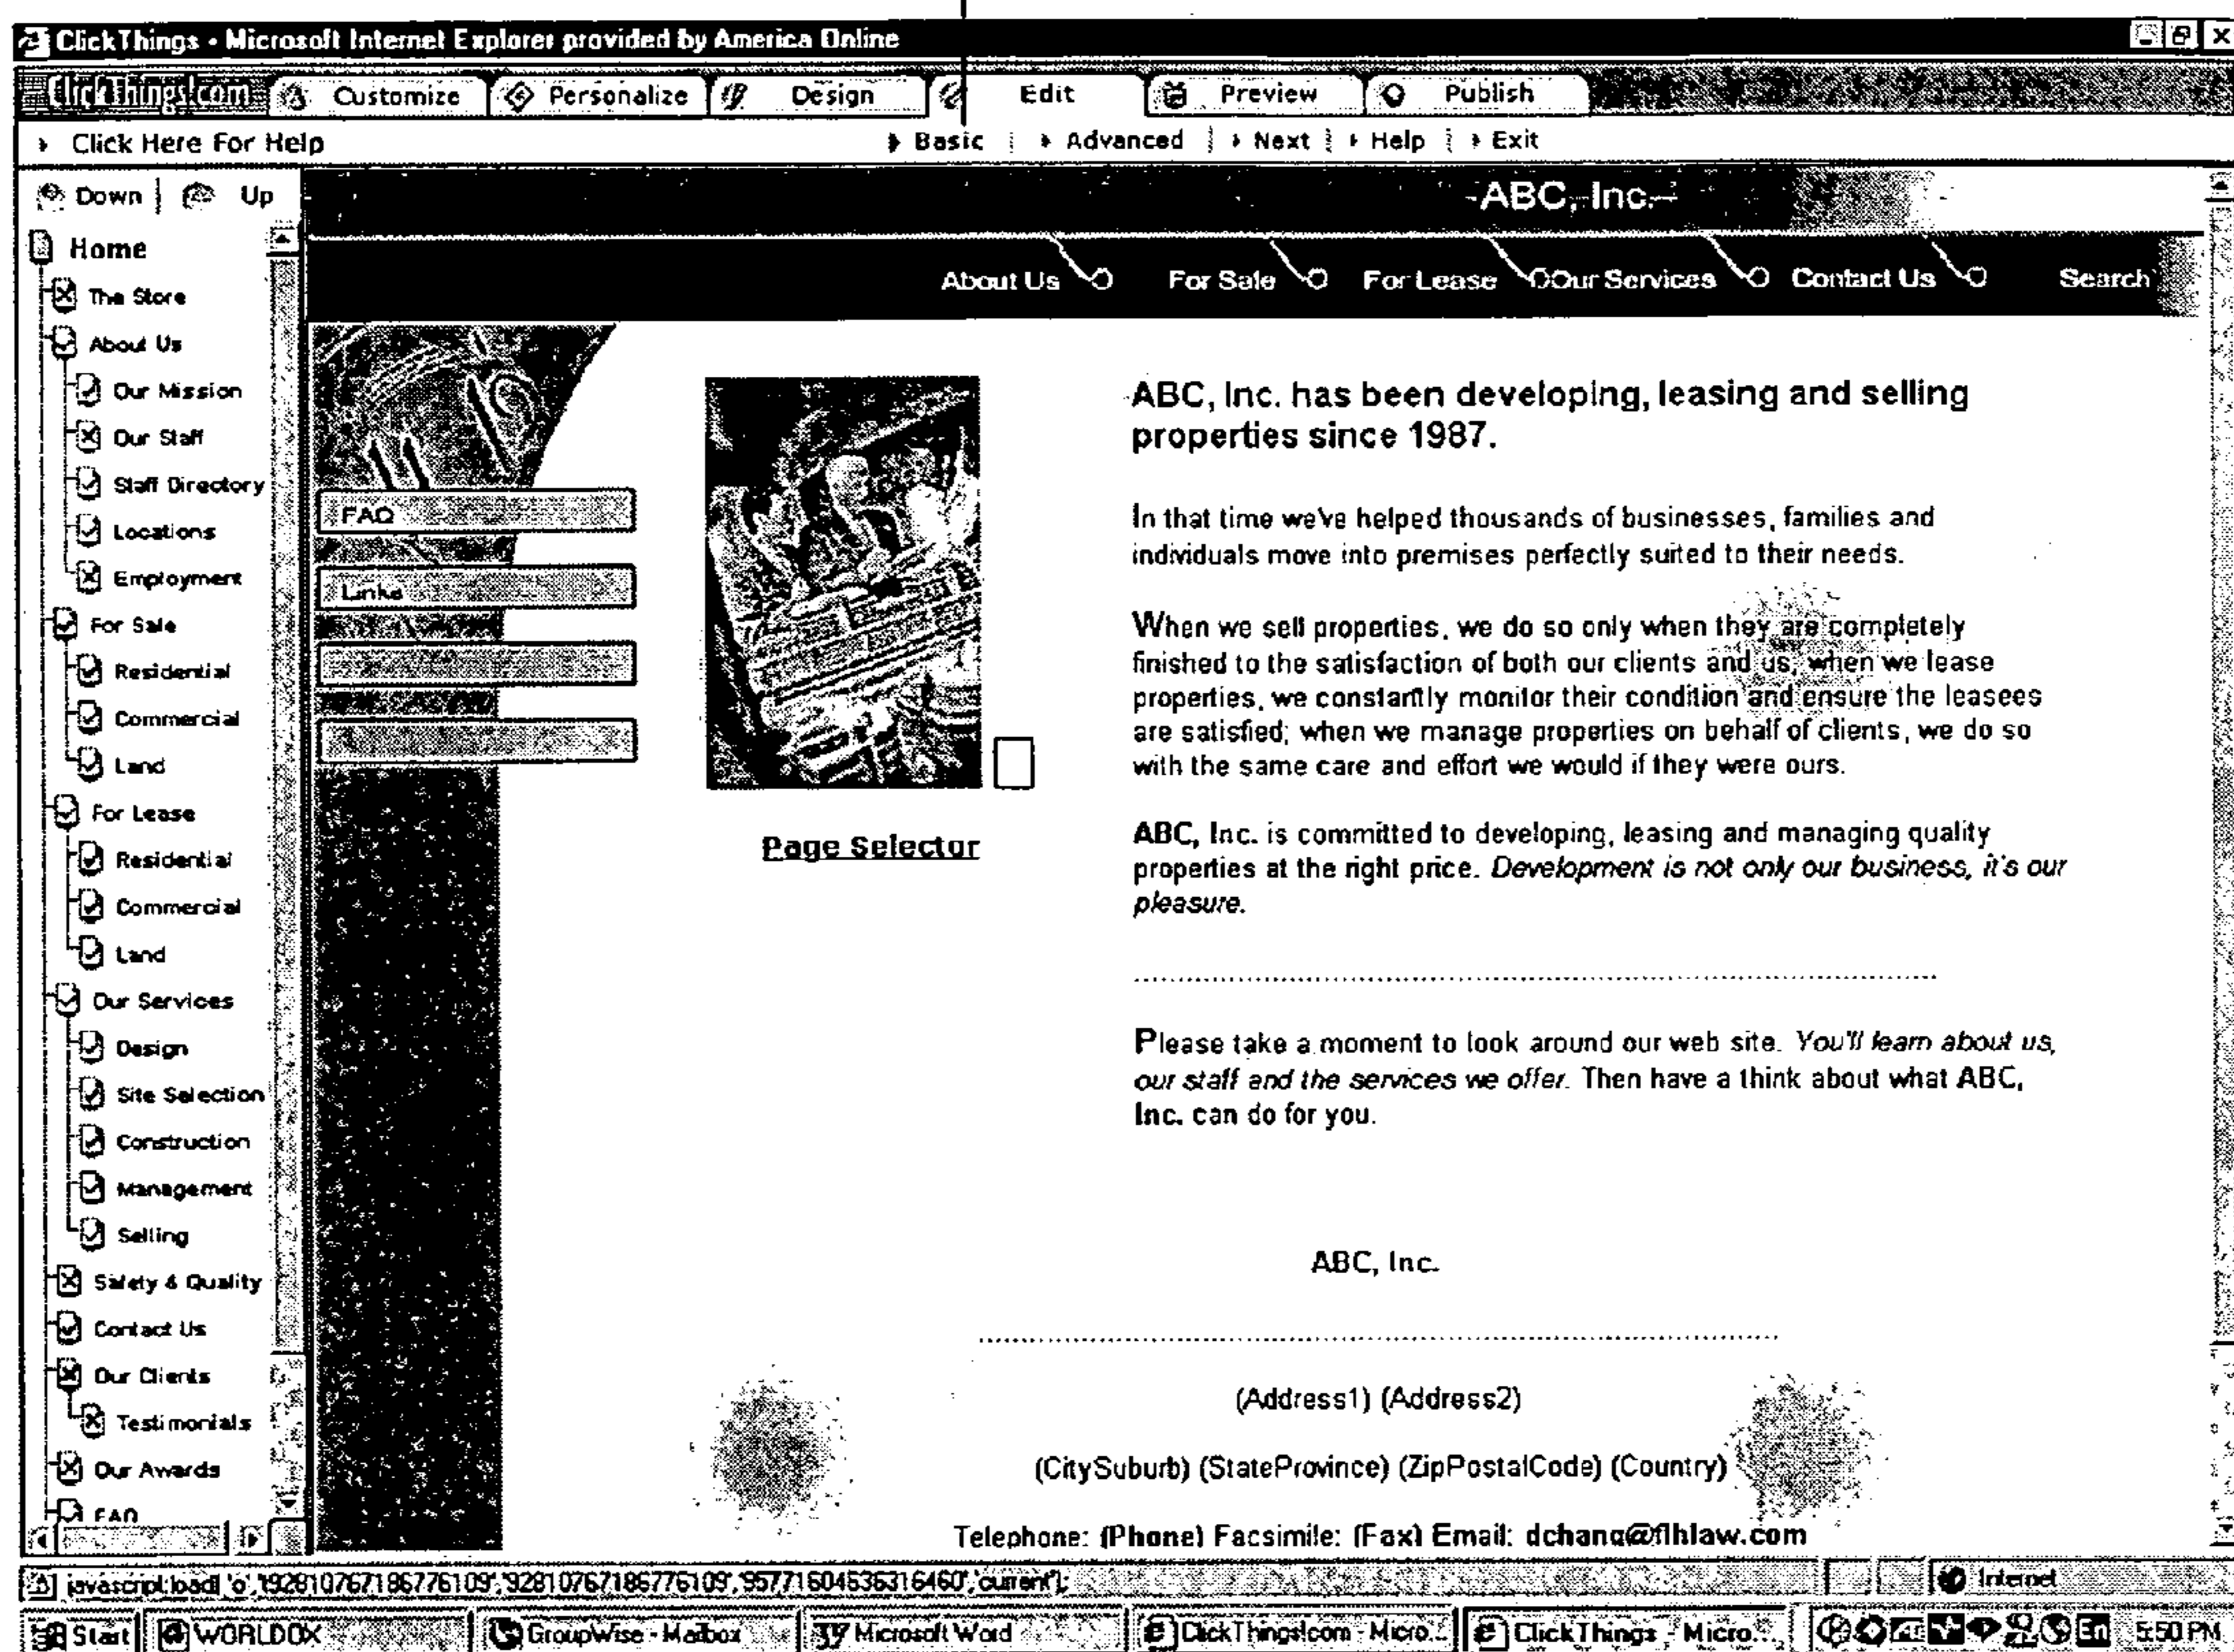 ClickThings - Microsoft Internet Explorer provided by America Online
ClickThings!com Customize Personalize Design Edit Preview Publish
Click Here For Help Basic Advanced Next Help Exit
Down Up
Home
The Store
About Us
Our Mission
Our Staff
Staff Directory
Locations
Employment
For Sale
Residential
Commercial
Land
For Lease
Residential
Commercial
Land
Our Services
Design
Site Selection
Construction
Management
Selling
Safety & Quality
Contact Us
Our Clients
Testimonials
Our Awards
FAQ
ABC, Inc.
About Us For Sale For Lease Our Services Contact Us Search
FAQ
Links
Page Selector
ABC, Inc. has been developing, leasing and selling
properties since 1987.
In that time we've helped thousands of businesses, families and
individuals move into premises perfectly suited to their needs.
When we sell properties, we do so only when they are completely
finished to the satisfaction of both our clients and us; when we lease
properties, we constantly monitor their condition and ensure the leasees
are satisfied; when we manage properties on behalf of clients, we do so
with the same care and effort we would if they were ours.
ABC, Inc. is committed to developing, leasing and managing quality
properties at the right price. Development is not only our business, it's our
pleasure.
Please take a moment to look around our web site. You'll learn about us,
our staff and the services we offer. Then have a think about what ABC,
Inc. can do for you.
ABC, Inc.
(Address1) (Address2)
(CitySuburb) (StateProvince) (ZipPostalCode) (Country)
Telephone: (Phone) Facsimile: (Fax) Email: dchang@flhlaw.com
javascript:load( 'o','t928107671867761​09','92810767186776109','95771604536316460','current');
Internet
Start WORLDOX GroupWise - Mailbox Microsoft Word ClickThings!com - Micro... ClickThings - Micro... En 5:50 PM